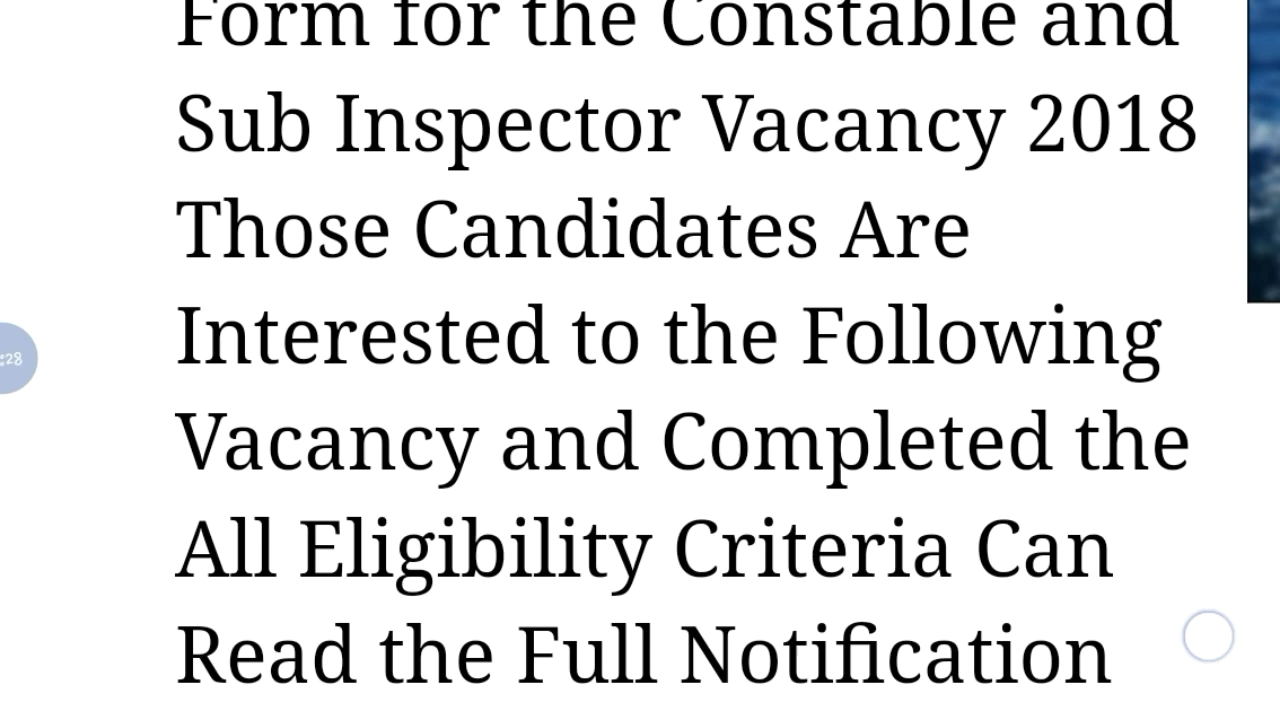 Form for the Constable and
Sub Inspector Vacancy 2018
Those Candidates Are
Interested to the Following
:28
Vacancy and Completed the
All Eligibility Criteria Can
Read the Full Notification